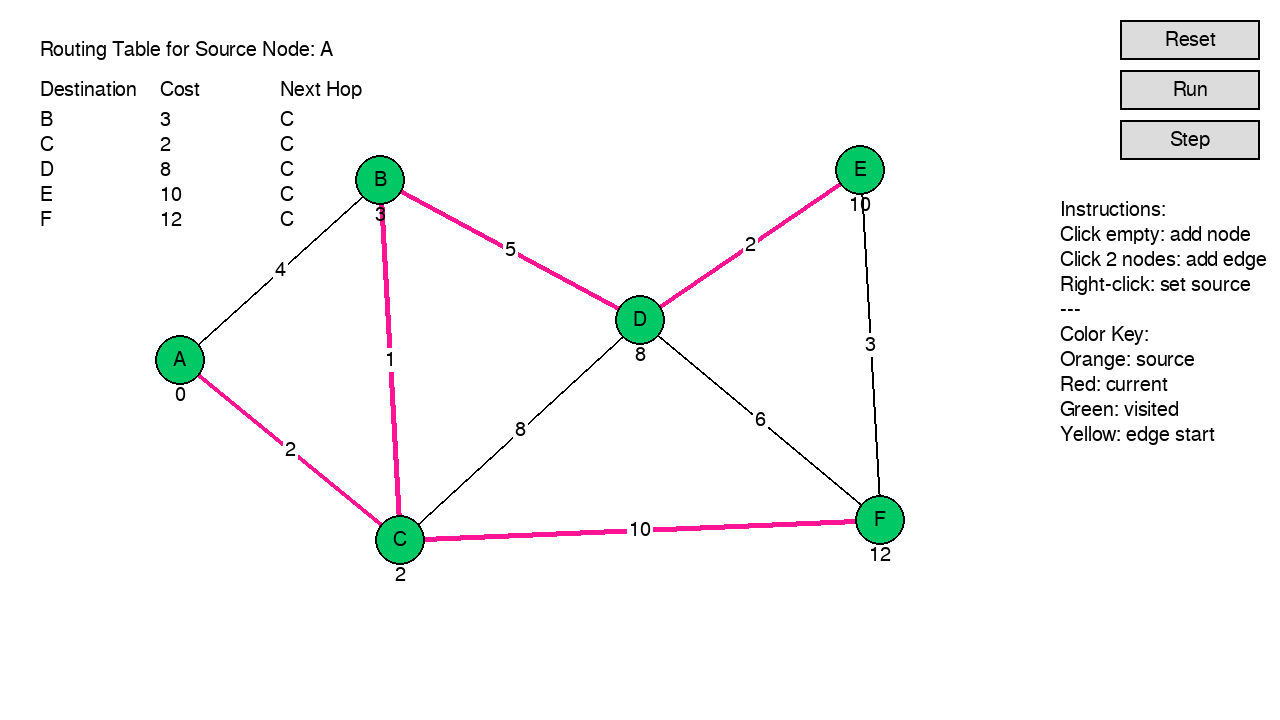 Routing Table for Source Node: A
Destination Cost Next Hop
B 3 C
C 2 C
D 8 C
E 10 C
F 12 C
Reset
Run
Step
Instructions:
Click empty: add node
Click 2 nodes: add edge
Right-click: set source
---
Color Key:
Orange: source
Red: current
Green: visited
Yellow: edge start
B
3
E
10
4
5
2
D
8
A
0
1
3
2
8
6
10
C
2
F
12